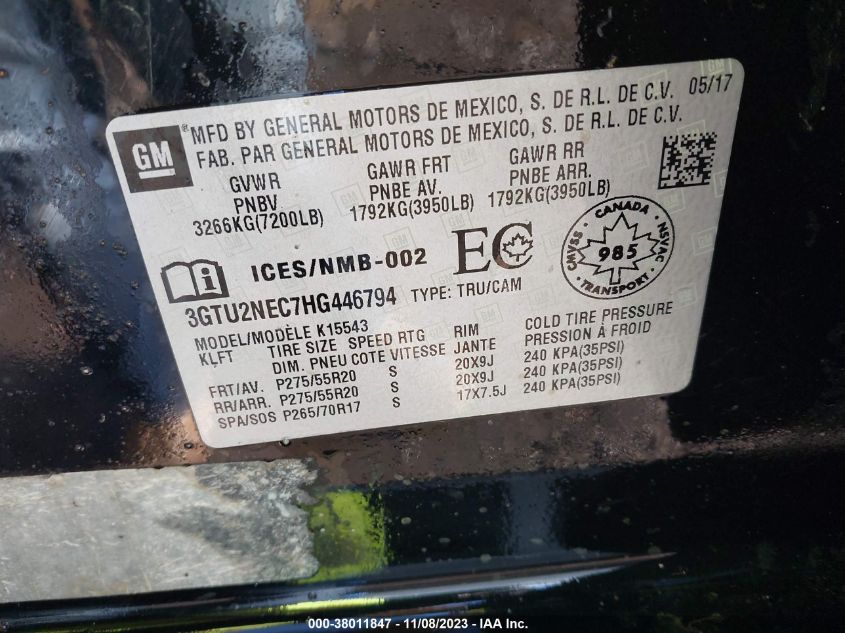 GM
MFD BY GENERAL MOTORS DE MEXICO, S. DE R.L. DE C.V. 05/17
FAB. PAR GENERAL MOTORS DE MEXICO, S. DE R.L. DE C.V.
GVWR GAWR FRT GAWR RR
PNBV PNBE AV. PNBE ARR.
3266KG(7200LB) 1792KG(3950LB) 1792KG(3950LB)
ICES/NMB-002 EC
CANADA
CMVSS 985 NSVAC
TRANSPORT
3GTU2NEC7HG446794 TYPE: TRU/CAM
MODEL/MODÈLE K15543
KLFT TIRE SIZE SPEED RTG RIM COLD TIRE PRESSURE
DIM. PNEU COTE VITESSE JANTE PRESSION À FROID
FRT/AV. P275/55R20 S 20X9J 240 KPA(35PSI)
RR/ARR. P275/55R20 S 20X9J 240 KPA(35PSI)
SPA/SOS P265/70R17 S 17X7.5J 240 KPA(35PSI)
000-38011847 - 11/08/2023 - IAA Inc.